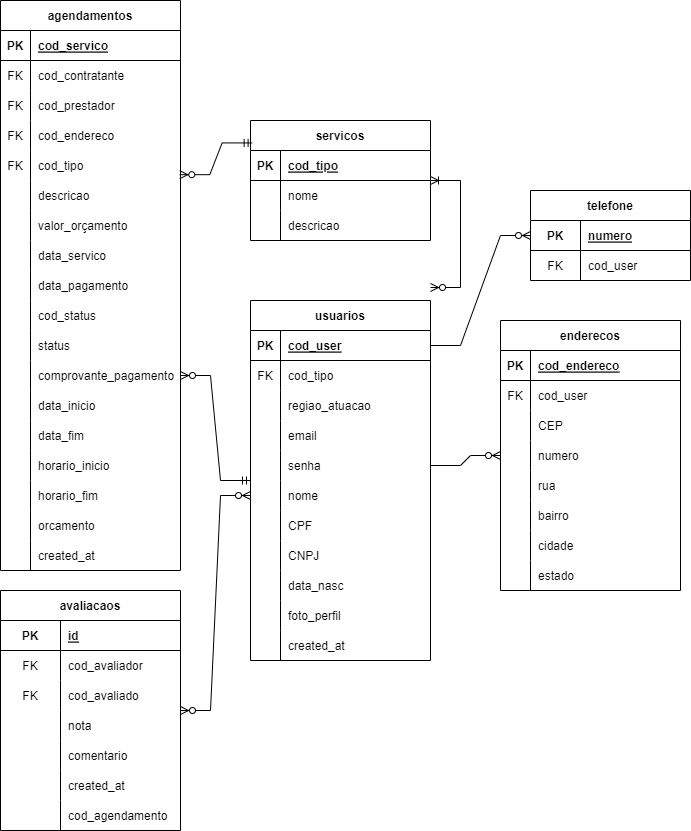 agendamentos
PK cod_servico
FK cod_contratante
FK cod_prestador
FK cod_endereco
FK cod_tipo
descricao
valor_orçamento
data_servico
data_pagamento
cod_status
status
comprovante_pagamento
data_inicio
data_fim
horario_inicio
horario_fim
orcamento
created_at
servicos
PK cod_tipo
nome
descricao
telefone
PK numero
FK cod_user
usuarios
PK cod_user
FK cod_tipo
regiao_atuacao
email
senha
nome
CPF
CNPJ
data_nasc
foto_perfil
created_at
enderecos
PK cod_endereco
FK cod_user
CEP
numero
rua
bairro
cidade
estado
avaliacaos
PK id
FK cod_avaliador
FK cod_avaliado
nota
comentario
created_at
cod_agendamento